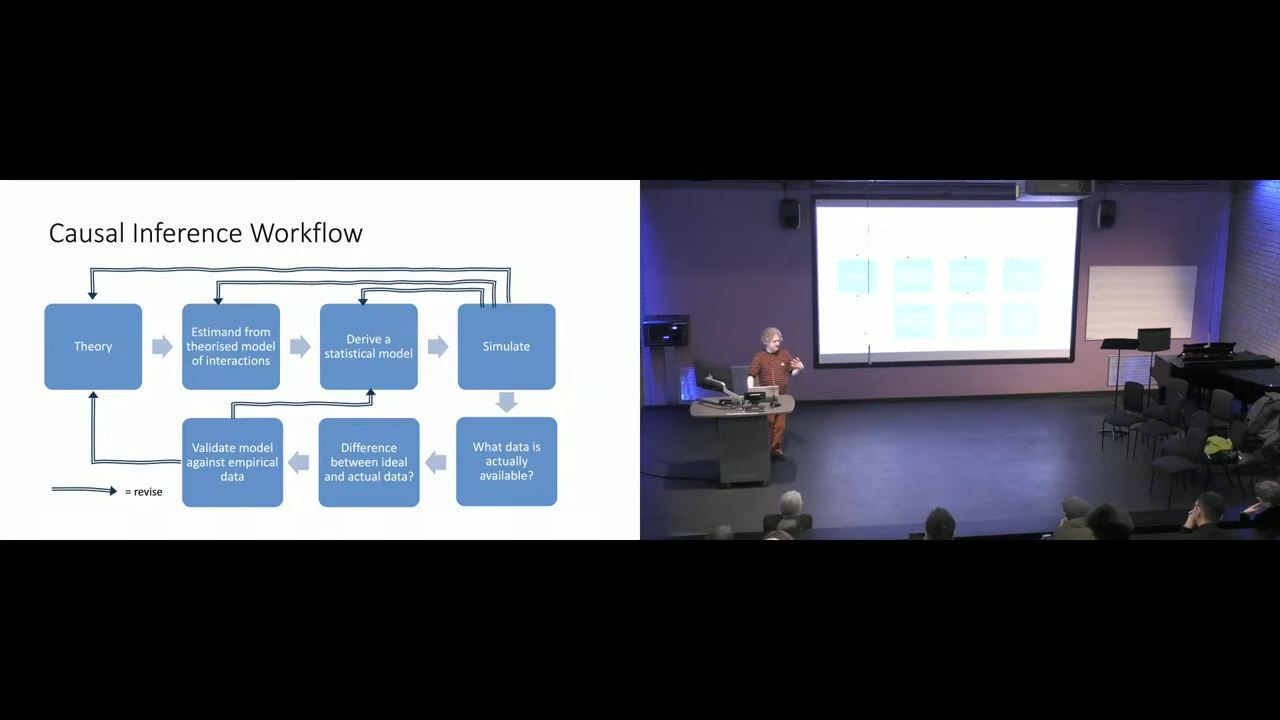 Causal Inference Workflow
Theory
Estimand from
theorised model
of interactions
Derive a
statistical model
Simulate
Validate model
against empirical
data
Difference
between ideal
and actual data?
What data is
actually
available?
= revise